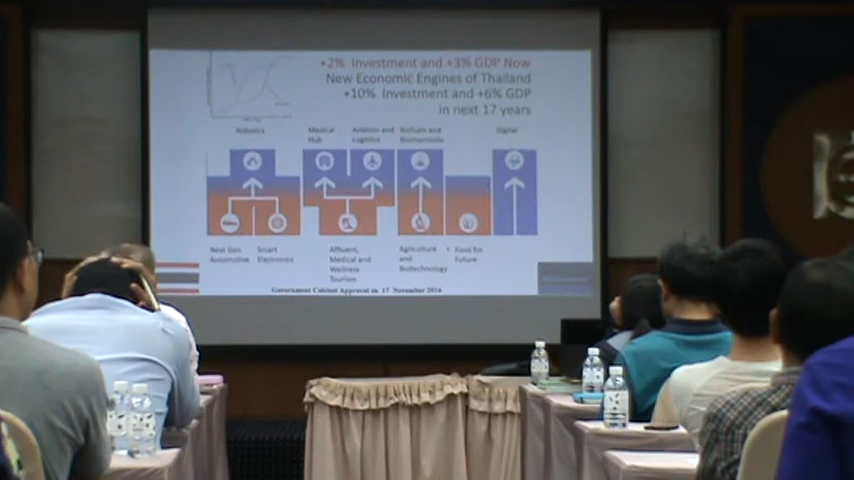 +2% Investment and +3% GDP Now
New Economic Engines of Thailand
+10% Investment and +6% GDP
in next 17 years
Robotics
Medical
Hub
Aviation and
Logistics
Biofuels and
Biochemicals
Digital
Next Gen
Automotive
Smart
Electronics
Affluent,
Medical and
Wellness
Tourism
Agriculture
and
Biotechnology
Food for
Future
Government Cabinet Approval on 17 November 2016